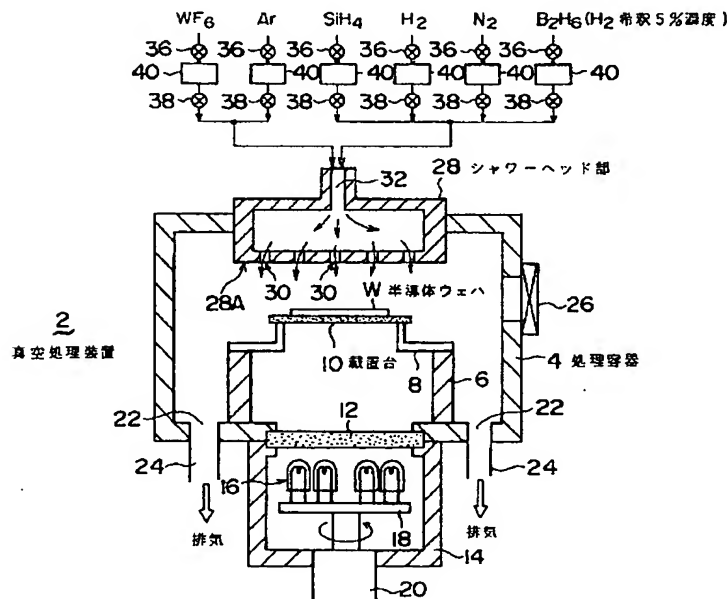 WF6 Ar SiH4 H2 N2 B2H6(H2希釈5%濃度)
36 36 36 36 36 36
40 40 40 40 40 40
38 38 38 38 38 38
32
28 シャワーヘッド部
28A 30 30 W 半導体ウェハ
26
2
真空処理装置
10 載置台 8
4 処理容器
6
22 12 22
24 16 24
18
排気 排気
14
20